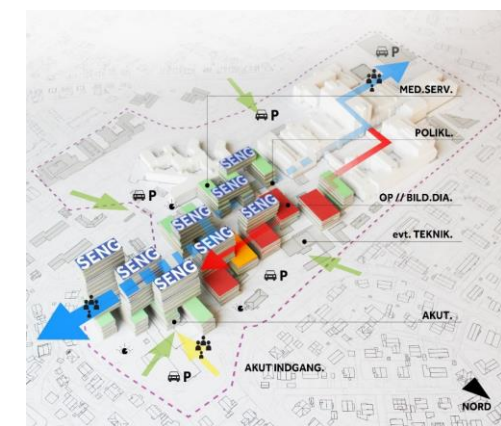 P
MED.SERV.
P
POLIKL.
SENG
SENG
P
SENG
SENG
OP // BILD.DIA.
SENG
SENG
evt. TEKNIK.
SENG
SENG
SENG
P
AKUT.
AKUT INDGANG.
P
NORD